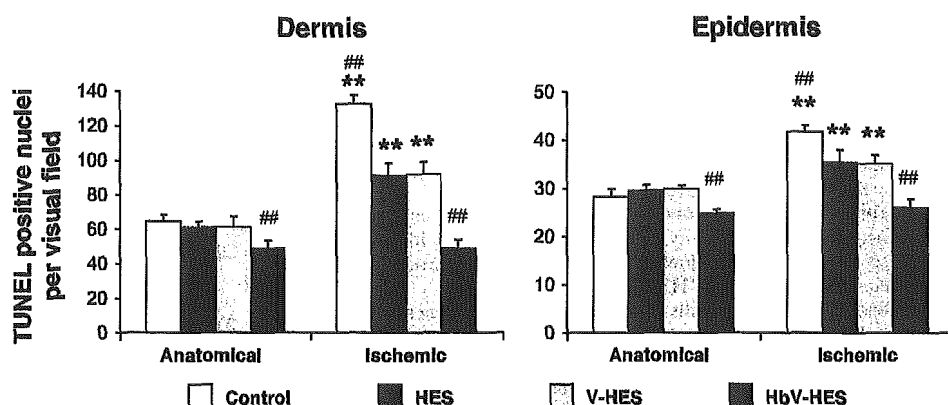 Dermis
Epidermis
TUNEL positive nuclei
per visual field
140
120
100
80
60
40
20
0
##
**
** **
##
##
Anatomical
Ischemic
50
40
30
20
10
0
##
**
** **
##
##
Anatomical
Ischemic
Control
HES
V-HES
HbV-HES